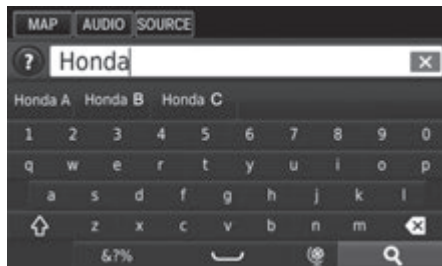 MAP AUDIO SOURCE
? Honda
Honda A Honda B Honda C
1 2 3 4 5 6 7 8 9 0
q w e r t y u i o p
a s d f g h j k l
z x c v b n m
&?%